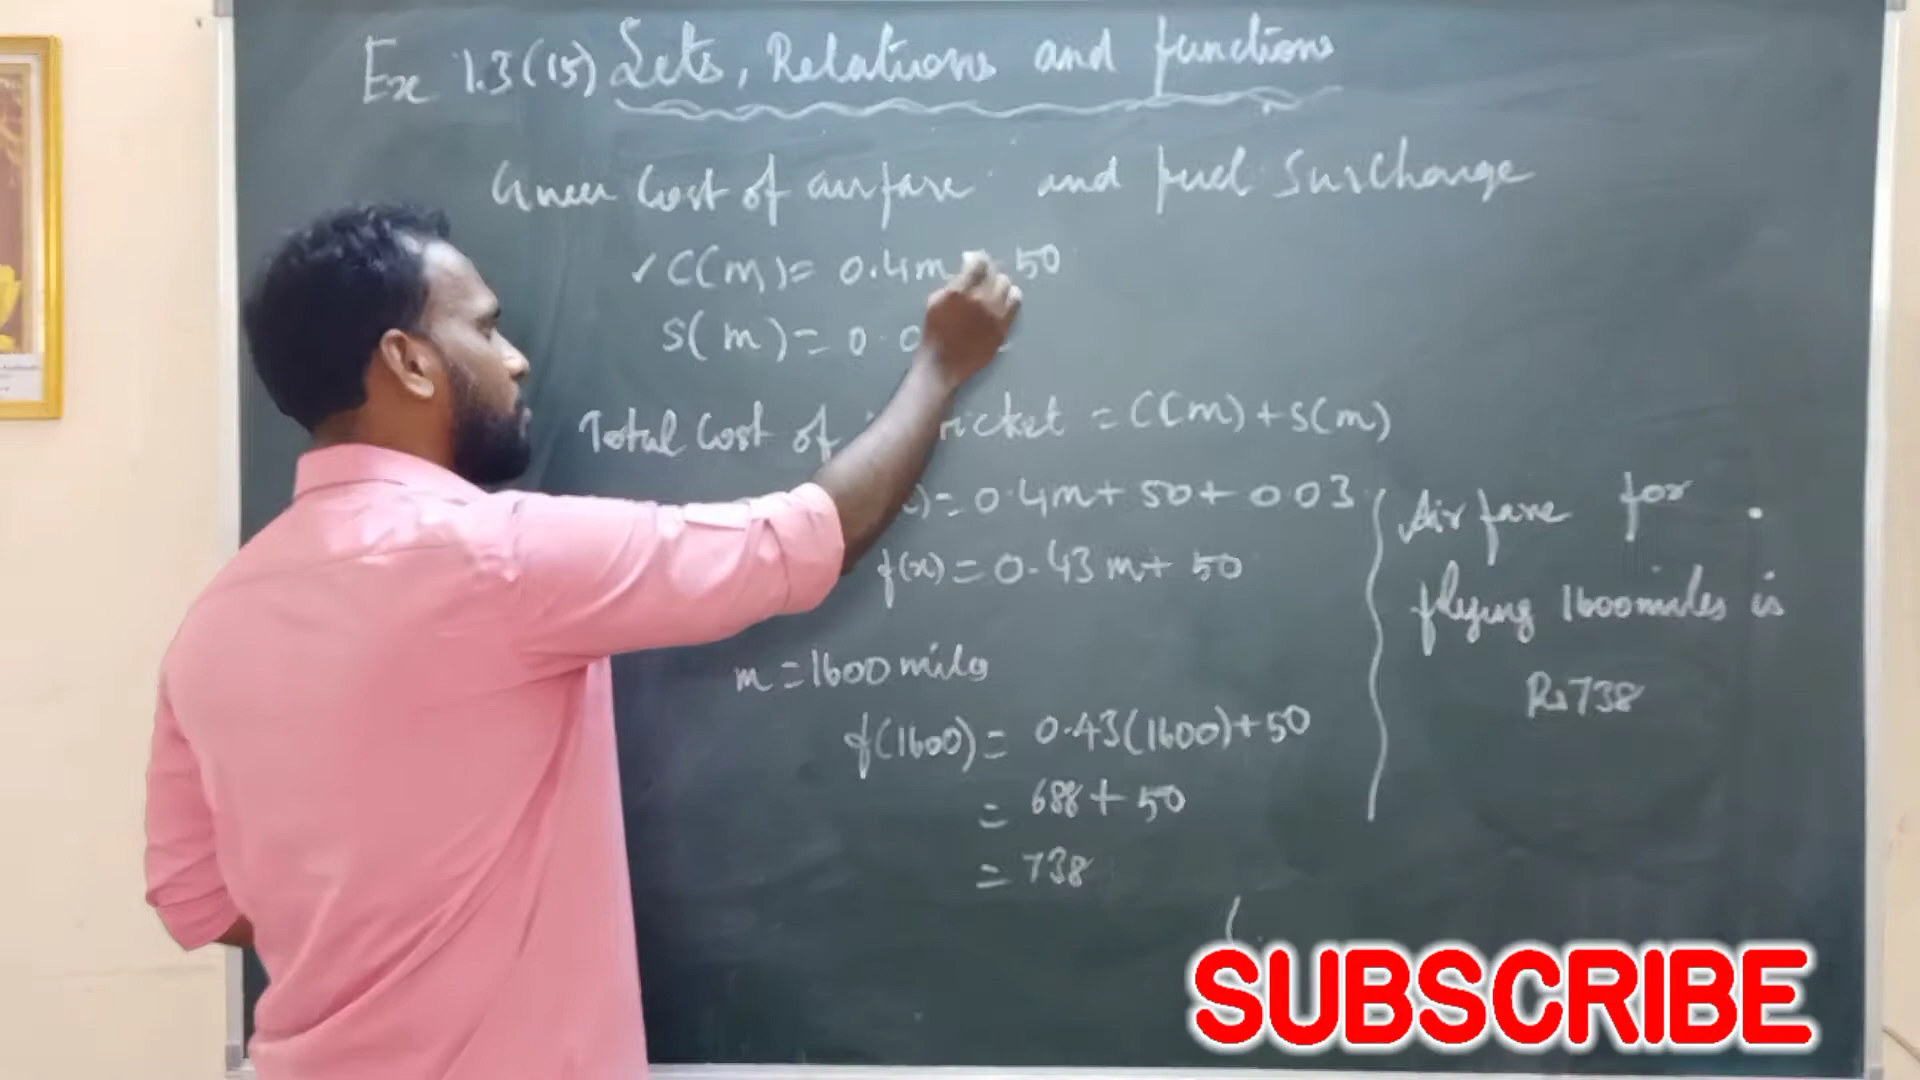 Ex 1.3(15) Sets, Relations and functions
Given Cost of airfare and fuel Surcharge
✓ C(m) = 0.4m 50
S(m) = 0.0
Total Cost of ticket = C(m) + S(m)
) = 0.4m + 50 + 0.03
f(x) = 0.43m + 50
m = 1600 miles
f(1600) = 0.43(1600) + 50
= 688 + 50
= 738
Airfare for
flying 1600 miles is
Rs 738
SUBSCRIBE